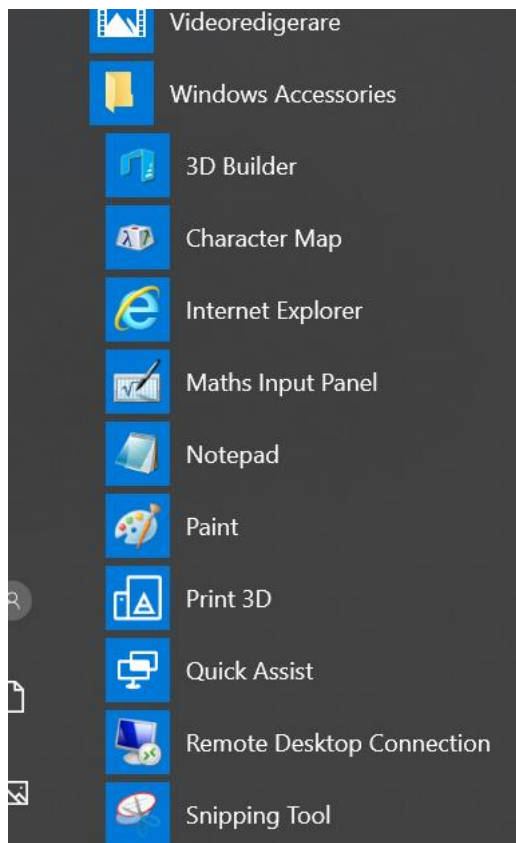 Videoredigerare
Windows Accessories
3D Builder
Character Map
Internet Explorer
Maths Input Panel
Notepad
Paint
Print 3D
Quick Assist
Remote Desktop Connection
Snipping Tool